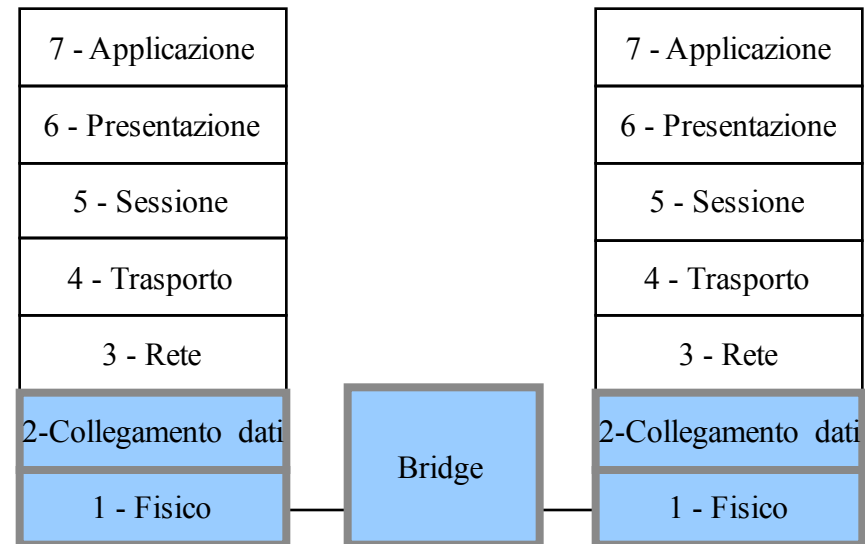 7 - Applicazione
6 - Presentazione
5 - Sessione
4 - Trasporto
3 - Rete
2-Collegamento dati
1 - Fisico
Bridge
7 - Applicazione
6 - Presentazione
5 - Sessione
4 - Trasporto
3 - Rete
2-Collegamento dati
1 - Fisico